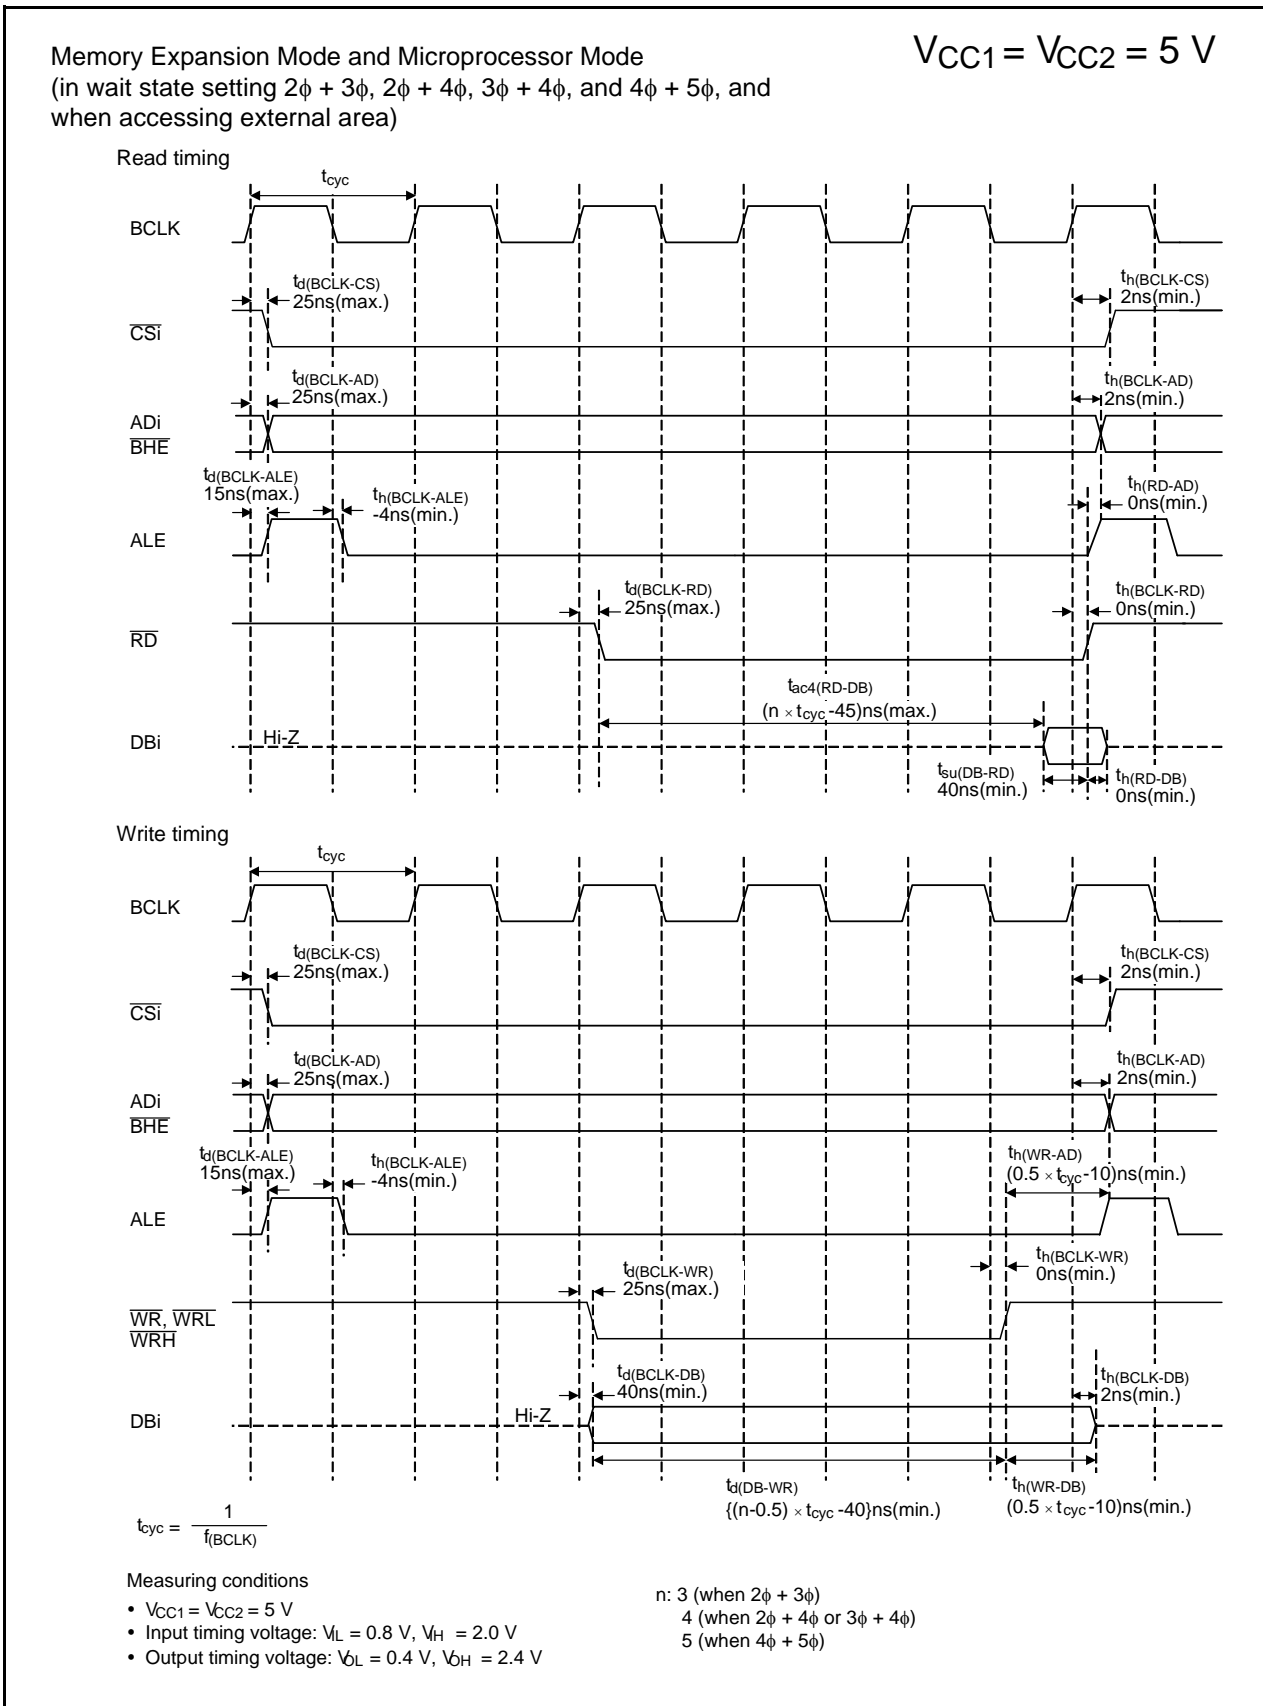 Memory Expansion Mode and Microprocessor Mode
(in wait state setting 2φ + 3φ, 2φ + 4φ, 3φ + 4φ, and 4φ + 5φ, and
when accessing external area)
VCC1 = VCC2 = 5 V
Read timing
tcyc
BCLK
td(BCLK-CS)
25ns(max.)
th(BCLK-CS)
2ns(min.)
CSi
td(BCLK-AD)
25ns(max.)
th(BCLK-AD)
2ns(min.)
ADi
BHE
td(BCLK-ALE)
15ns(max.)
th(BCLK-ALE)
-4ns(min.)
th(RD-AD)
0ns(min.)
ALE
td(BCLK-RD)
25ns(max.)
th(BCLK-RD)
0ns(min.)
RD
tac4(RD-DB)
(n × tcyc -45)ns(max.)
DBi
Hi-Z
tsu(DB-RD)
40ns(min.)
th(RD-DB)
0ns(min.)
Write timing
tcyc
BCLK
td(BCLK-CS)
25ns(max.)
th(BCLK-CS)
2ns(min.)
CSi
td(BCLK-AD)
25ns(max.)
th(BCLK-AD)
2ns(min.)
ADi
BHE
td(BCLK-ALE)
15ns(max.)
th(BCLK-ALE)
-4ns(min.)
th(WR-AD)
(0.5 × tcyc -10)ns(min.)
ALE
td(BCLK-WR)
25ns(max.)
th(BCLK-WR)
0ns(min.)
WR, WRL
WRH
td(BCLK-DB)
40ns(min.)
th(BCLK-DB)
2ns(min.)
DBi
Hi-Z
td(DB-WR)
{(n-0.5) × tcyc -40}ns(min.)
th(WR-DB)
(0.5 × tcyc -10)ns(min.)
tcyc = 1
f(BCLK)
Measuring conditions
• VCC1 = VCC2 = 5 V
• Input timing voltage: VIL = 0.8 V, VIH = 2.0 V
• Output timing voltage: VOL = 0.4 V, VOH = 2.4 V
n: 3 (when 2φ + 3φ)
4 (when 2φ + 4φ or 3φ + 4φ)
5 (when 4φ + 5φ)